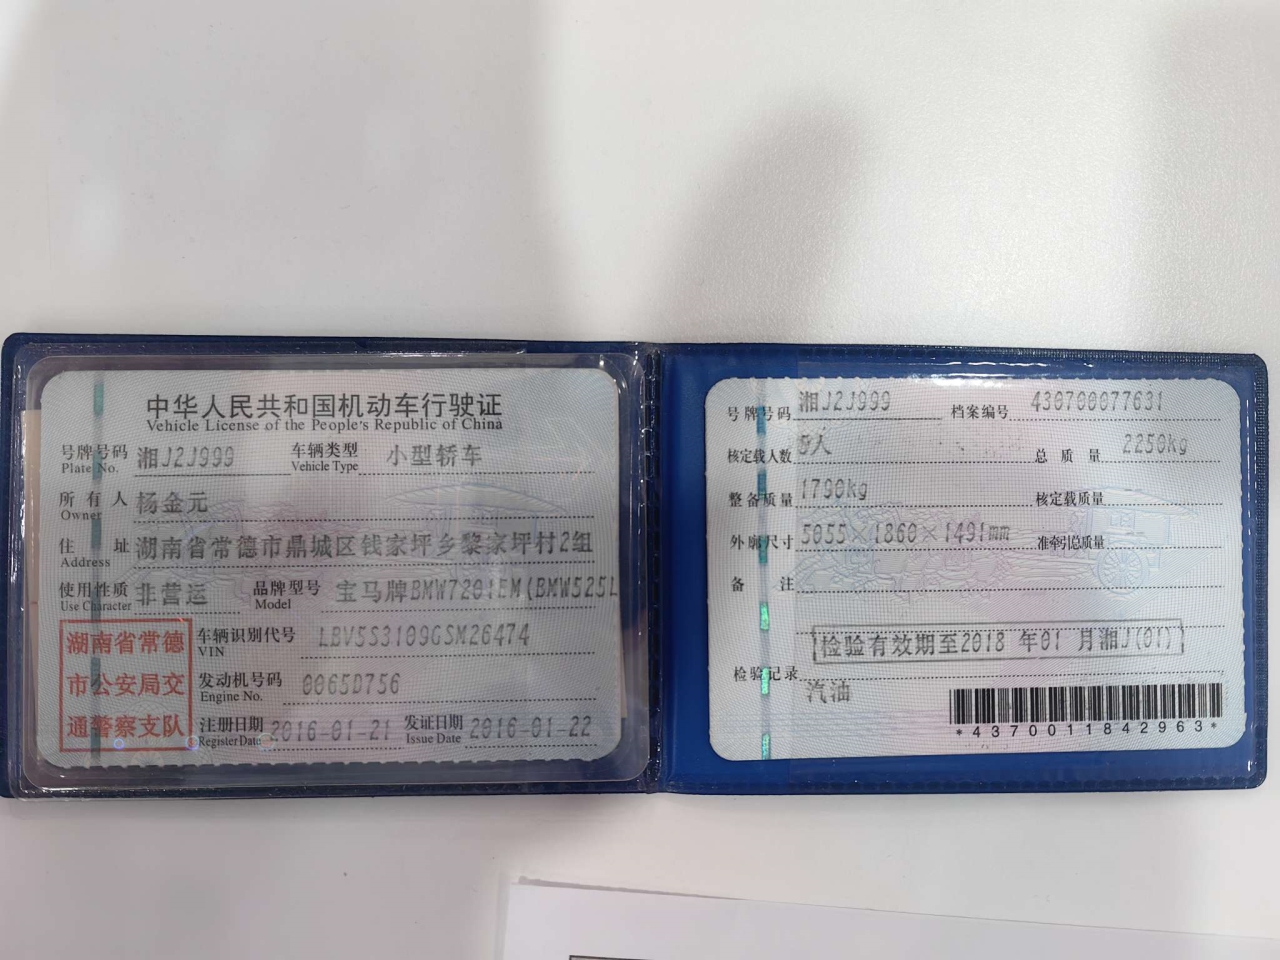 中华人民共和国机动车行驶证
Vehicle License of the People's Republic of China
号牌号码 湘J2J999 车辆类型 小型轿车
Plate No. Vehicle Type
所有人 杨金元
Owner
住址 湖南省常德市鼎城区钱家坪乡黎家坪村2组
Address
使用性质 非营运 品牌型号 宝马牌BMW7201EM(BMW525L
Use Character Model
湖南省常德
市公安局交
通警察支队
车辆识别代号 LBV5S3109GSM26474
VIN
发动机号码 0065D756
Engine No.
注册日期 2016-01-21 发证日期 2016-01-22
Register Date Issue Date
号牌号码 湘J2J999 档案编号 430700077631
核定载人数 5人 总质量 2250kg
整备质量 1790kg 核定载质量
外廓尺寸 5055×1860×1491mm 准牵引总质量
备注
检验有效期至2018 年01 月湘J(01)
检验记录
汽油
*4370011842963*